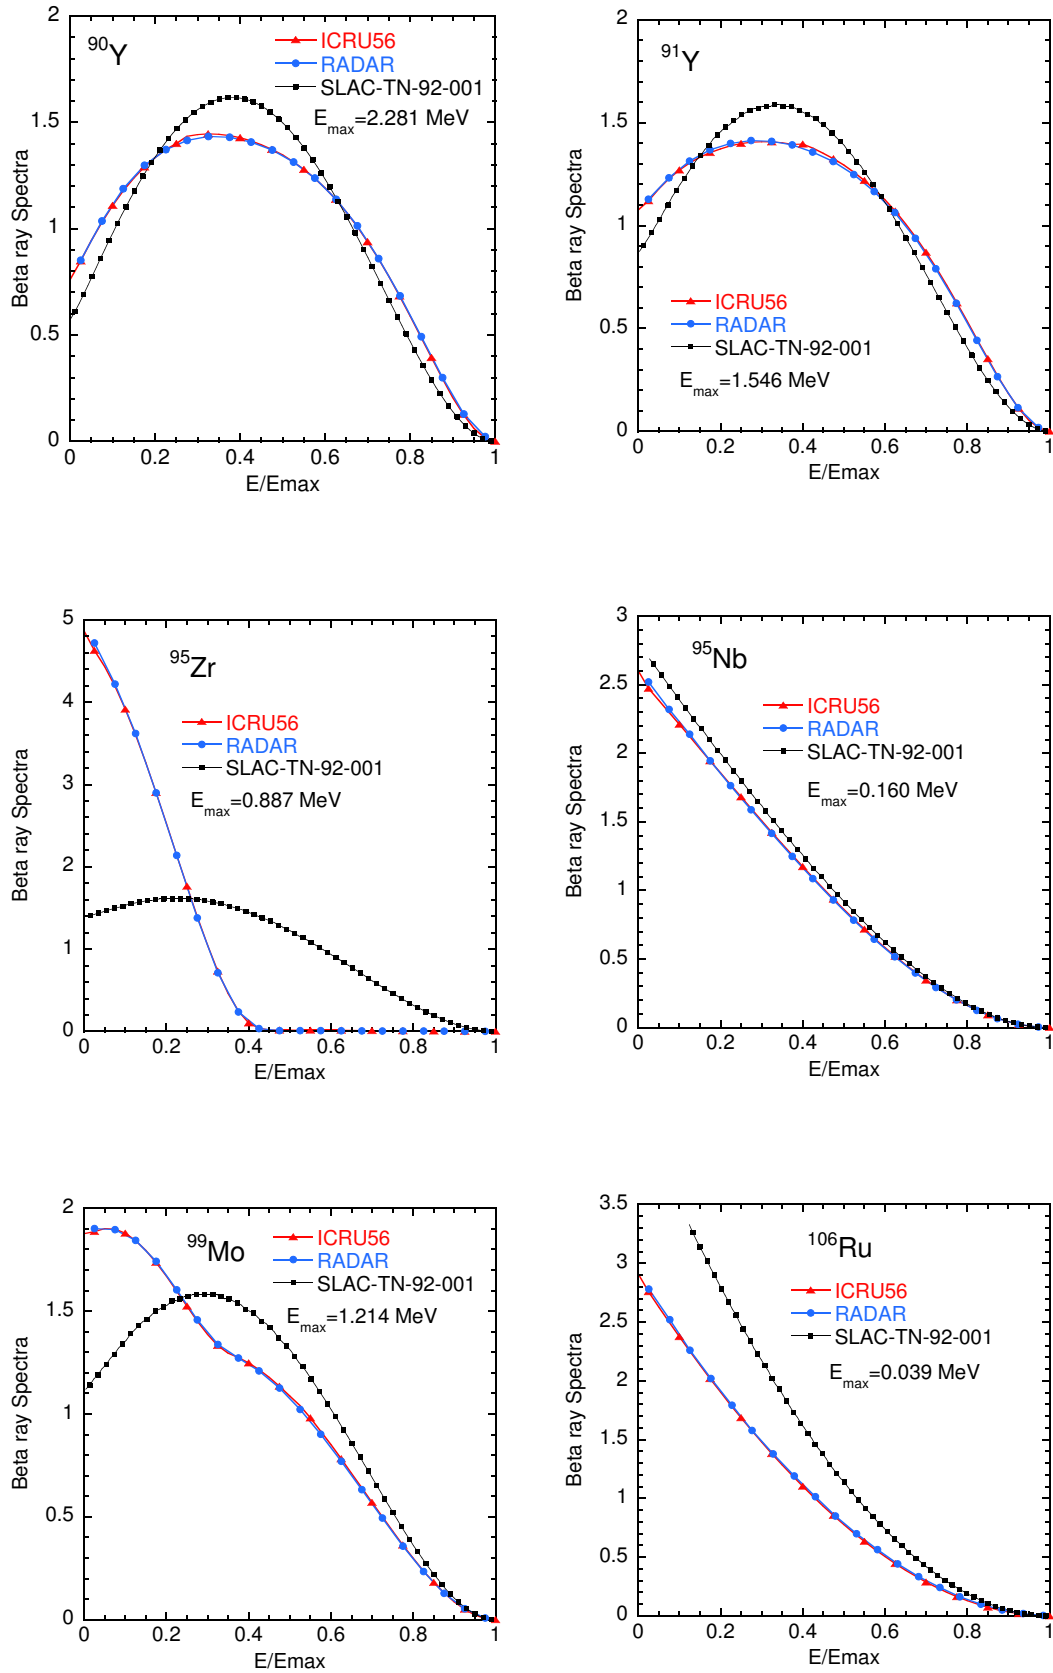 ⁹⁰Y
ICRU56
RADAR
SLAC-TN-92-001
E_max=2.281 MeV
Beta ray Spectra
2
1.5
1
0.5
0
0 0.2 0.4 0.6 0.8 1
E/Emax
⁹¹Y
ICRU56
RADAR
SLAC-TN-92-001
E_max=1.546 MeV
Beta ray Spectra
2
1.5
1
0.5
0
0 0.2 0.4 0.6 0.8 1
E/Emax
⁹⁵Zr
ICRU56
RADAR
SLAC-TN-92-001
E_max=0.887 MeV
Beta ray Spectra
5
4
3
2
1
0
0 0.2 0.4 0.6 0.8 1
E/Emax
⁹⁵Nb
ICRU56
RADAR
SLAC-TN-92-001
E_max=0.160 MeV
Beta ray Spectra
3
2.5
2
1.5
1
0.5
0
0 0.2 0.4 0.6 0.8 1
E/Emax
⁹⁹Mo
ICRU56
RADAR
SLAC-TN-92-001
E_max=1.214 MeV
Beta ray Spectra
2
1.5
1
0.5
0
0 0.2 0.4 0.6 0.8 1
E/Emax
¹⁰⁶Ru
ICRU56
RADAR
SLAC-TN-92-001
E_max=0.039 MeV
Beta ray Spectra
3.5
3
2.5
2
1.5
1
0.5
0
0 0.2 0.4 0.6 0.8 1
E/Emax